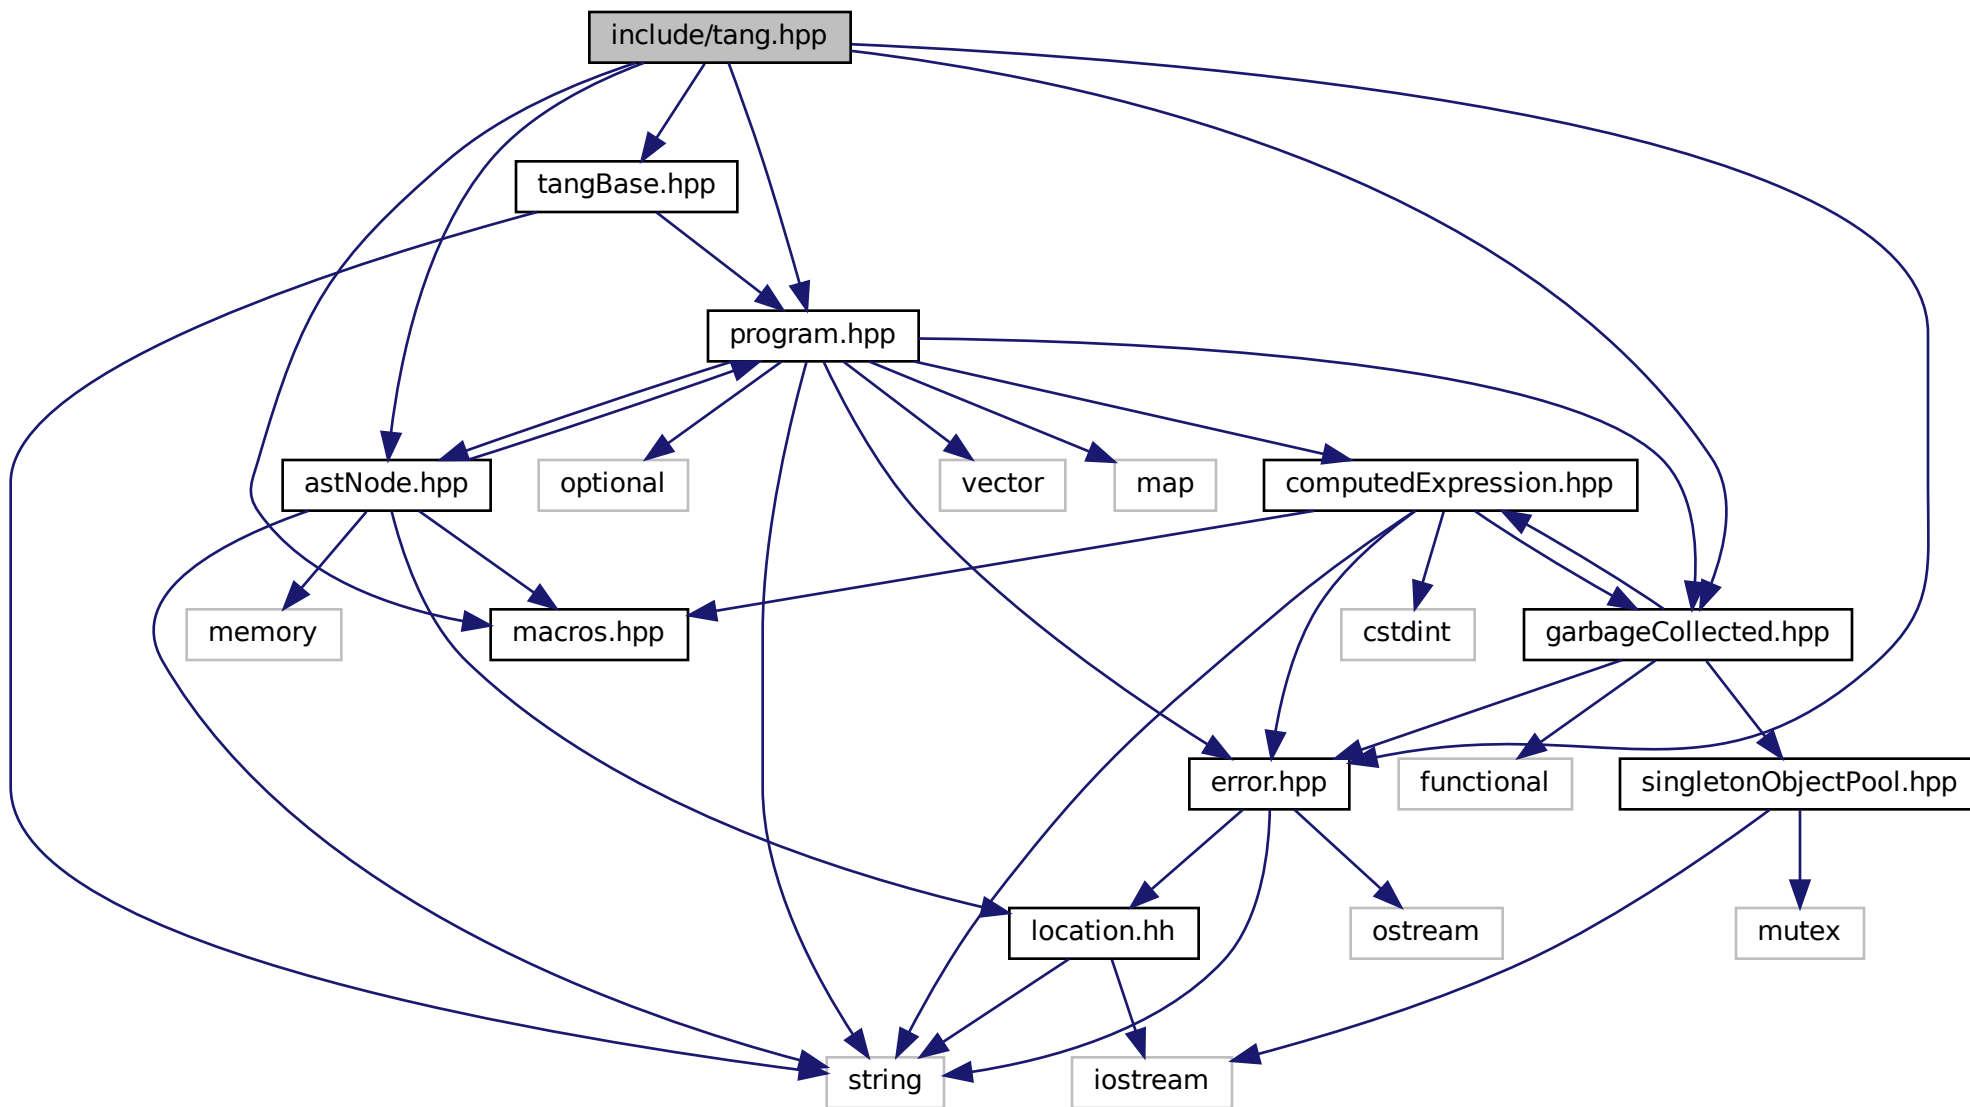 include/tang.hpp
tangBase.hpp
program.hpp
astNode.hpp
optional
vector
map
computedExpression.hpp
memory
macros.hpp
cstdint
garbageCollected.hpp
error.hpp
functional
singletonObjectPool.hpp
location.hh
ostream
mutex
string
iostream